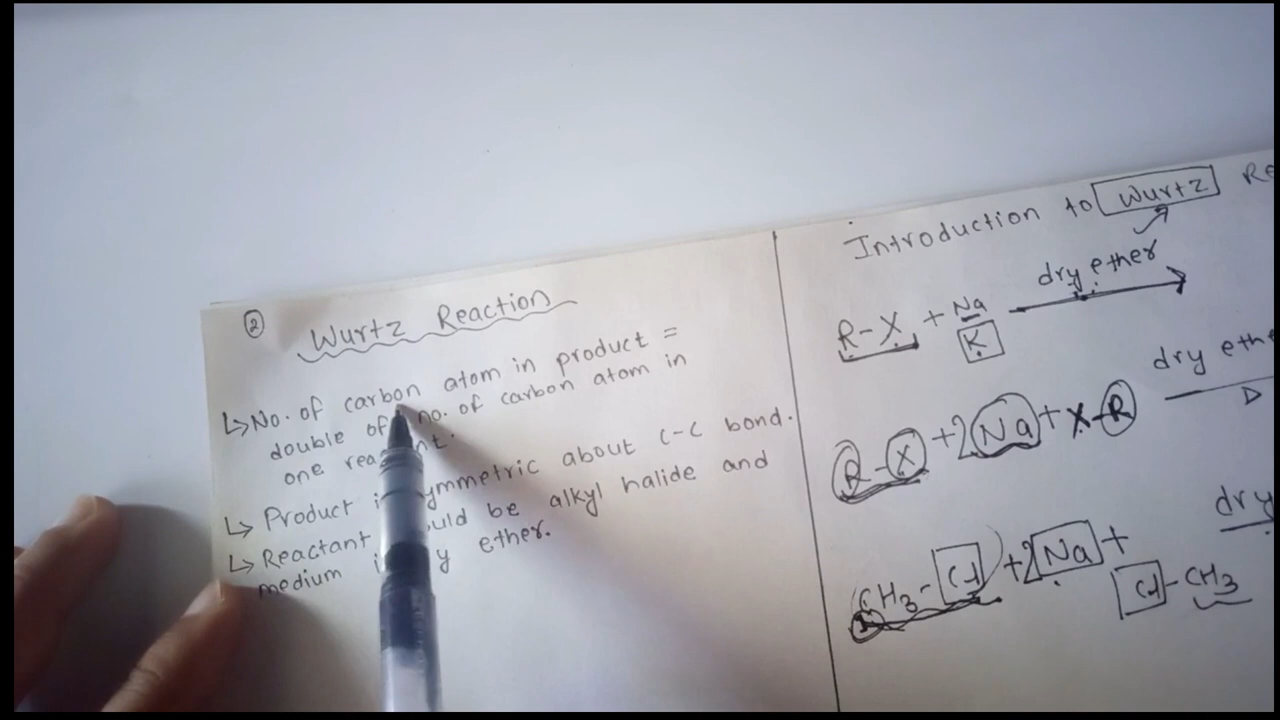 ②
Wurtz Reaction
↳ No. of carbon atom in product =
double of no. of carbon atom in
one
↳ Product symmetric about C-C bond.
↳ Reactant be alkyl halide and
medium ether.
Introduction to Wurtz
dry ether
R-X + Na
K
dry
R-X + 2Na + X-R
Δ
dry
CH3-Cl + 2Na +
Cl-CH3